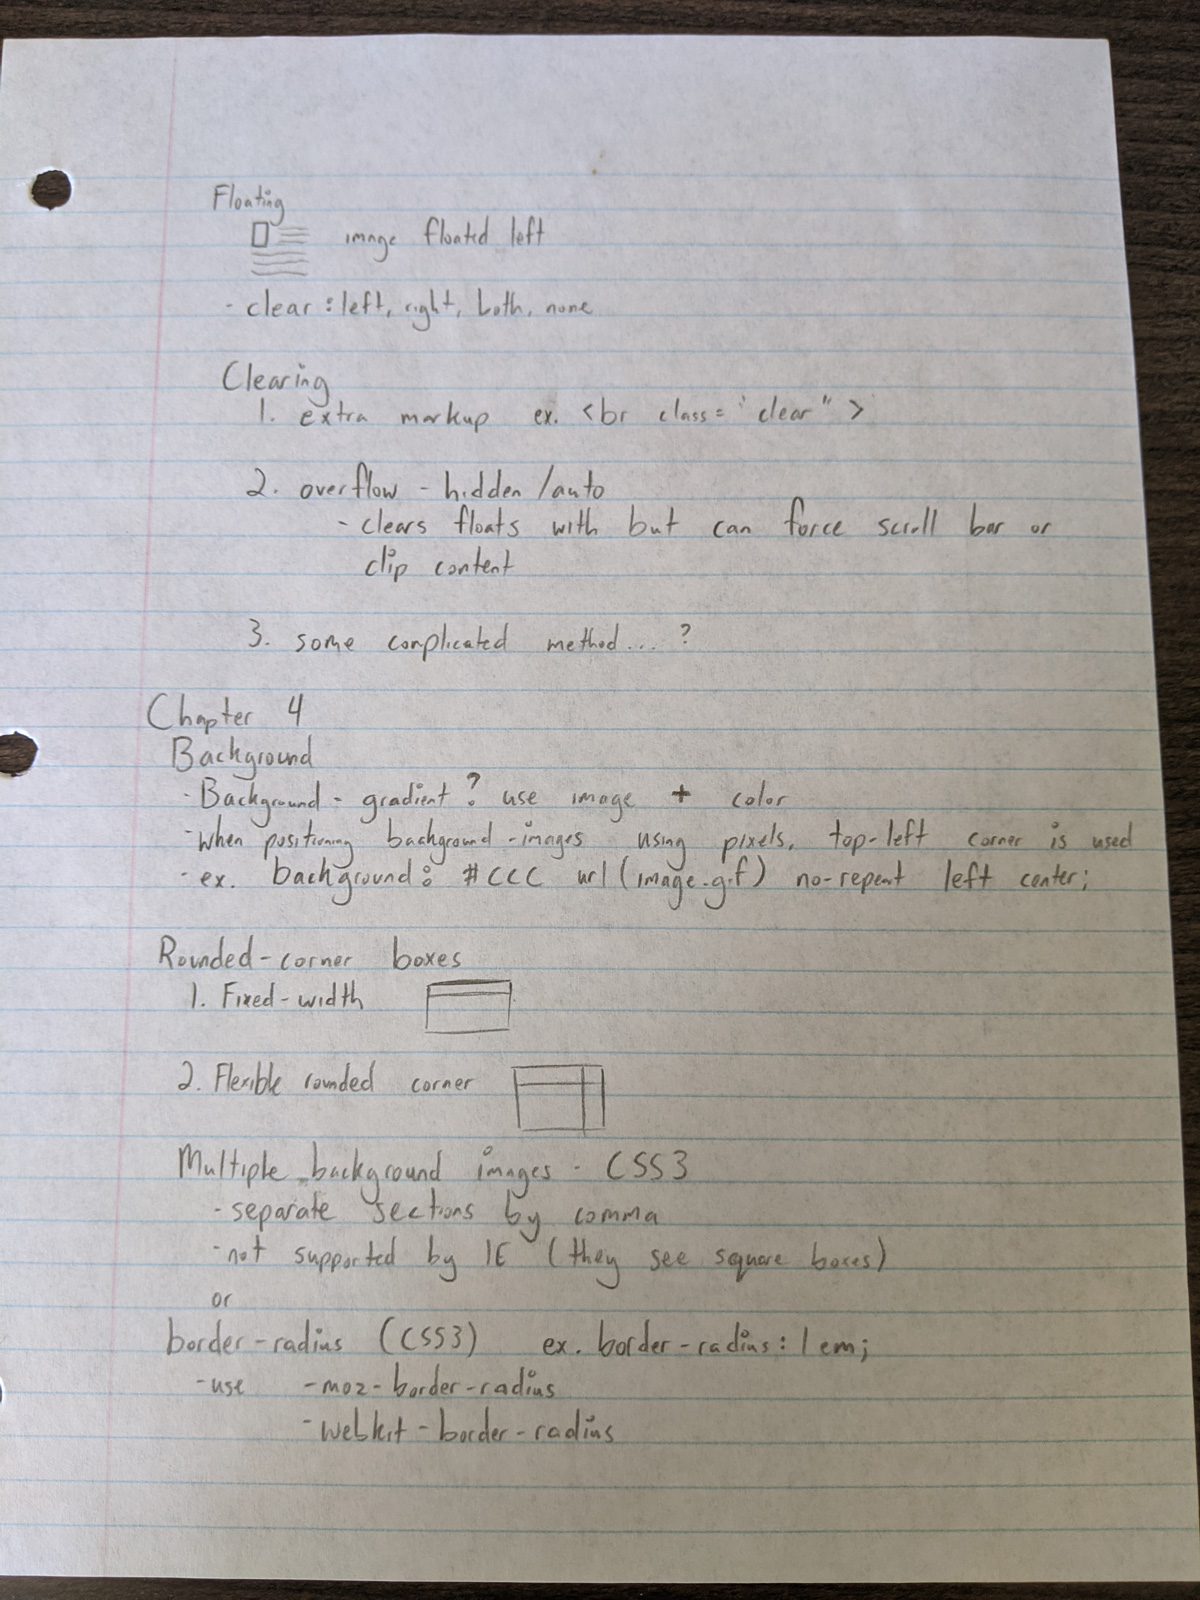 Floating
image floated left
- clear : left, right, both, none
Clearing
1. extra markup ex. <br class="clear">
2. overflow - hidden/auto
- clears floats with but can force scroll bar or
clip content
3. some complicated method.... ?
Chapter 4
Background
- Background - gradient? use image + color
- when positioning background-images using pixels, top-left corner is used
- ex. background: #CCC url(image.gif) no-repeat left center;
Rounded-corner boxes
1. Fixed-width
2. Flexible rounded corner
Multiple background images - CSS3
- separate sections by comma
- not supported by IE (they see square boxes)
or
border-radius (CSS3) ex. border-radius: 1em;
- use -moz-border-radius
-webkit-border-radius